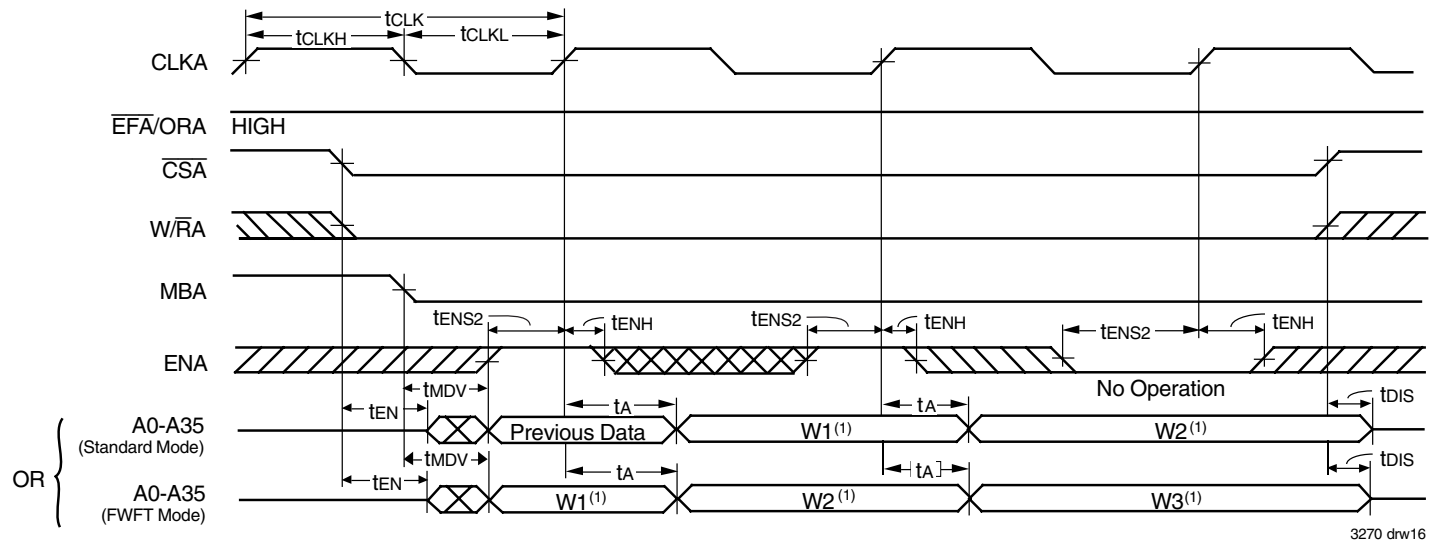 tCLK
tCLKH
tCLKL
CLKA
EFA/ORA
HIGH
CSA
W/RA
MBA
tENS2
tENH
tENS2
tENH
tENS2
tENH
ENA
No Operation
tMDV
tEN
tA
tA
tDIS
A0-A35
(Standard Mode)
Previous Data
W1(1)
W2(1)
OR
tMDV
tEN
tA
tA
tDIS
A0-A35
(FWFT Mode)
W1(1)
W2(1)
W3(1)
3270 drw16